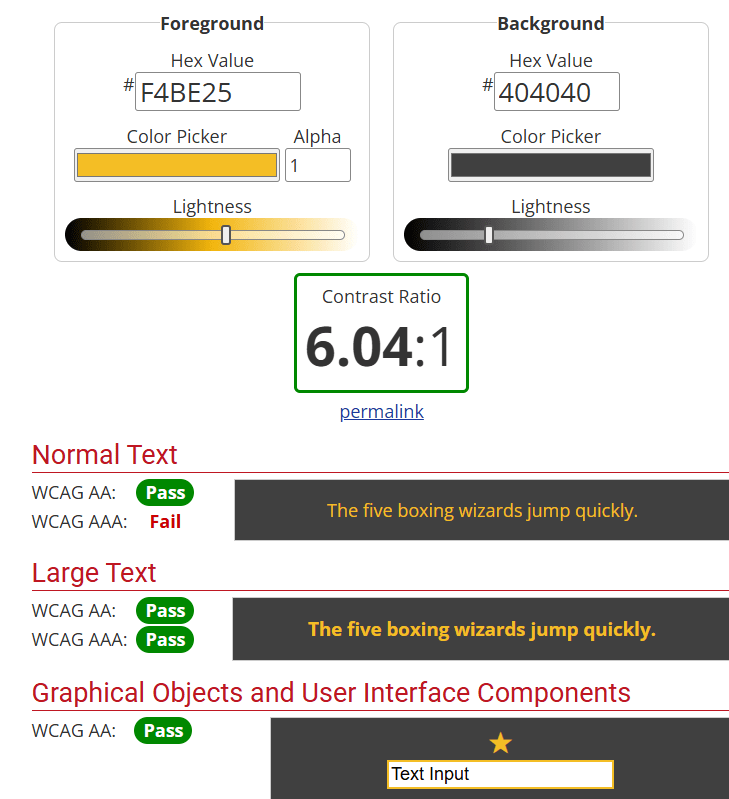 Foreground
Background
Hex Value
Hex Value
# F4BE25
# 404040
Color Picker
Alpha
Color Picker
1
Lightness
Lightness
Contrast Ratio
6.04:1
permalink
Normal Text
WCAG AA: Pass
WCAG AAA: Fail
The five boxing wizards jump quickly.
Large Text
WCAG AA: Pass
WCAG AAA: Pass
The five boxing wizards jump quickly.
Graphical Objects and User Interface Components
WCAG AA: Pass
Text Input